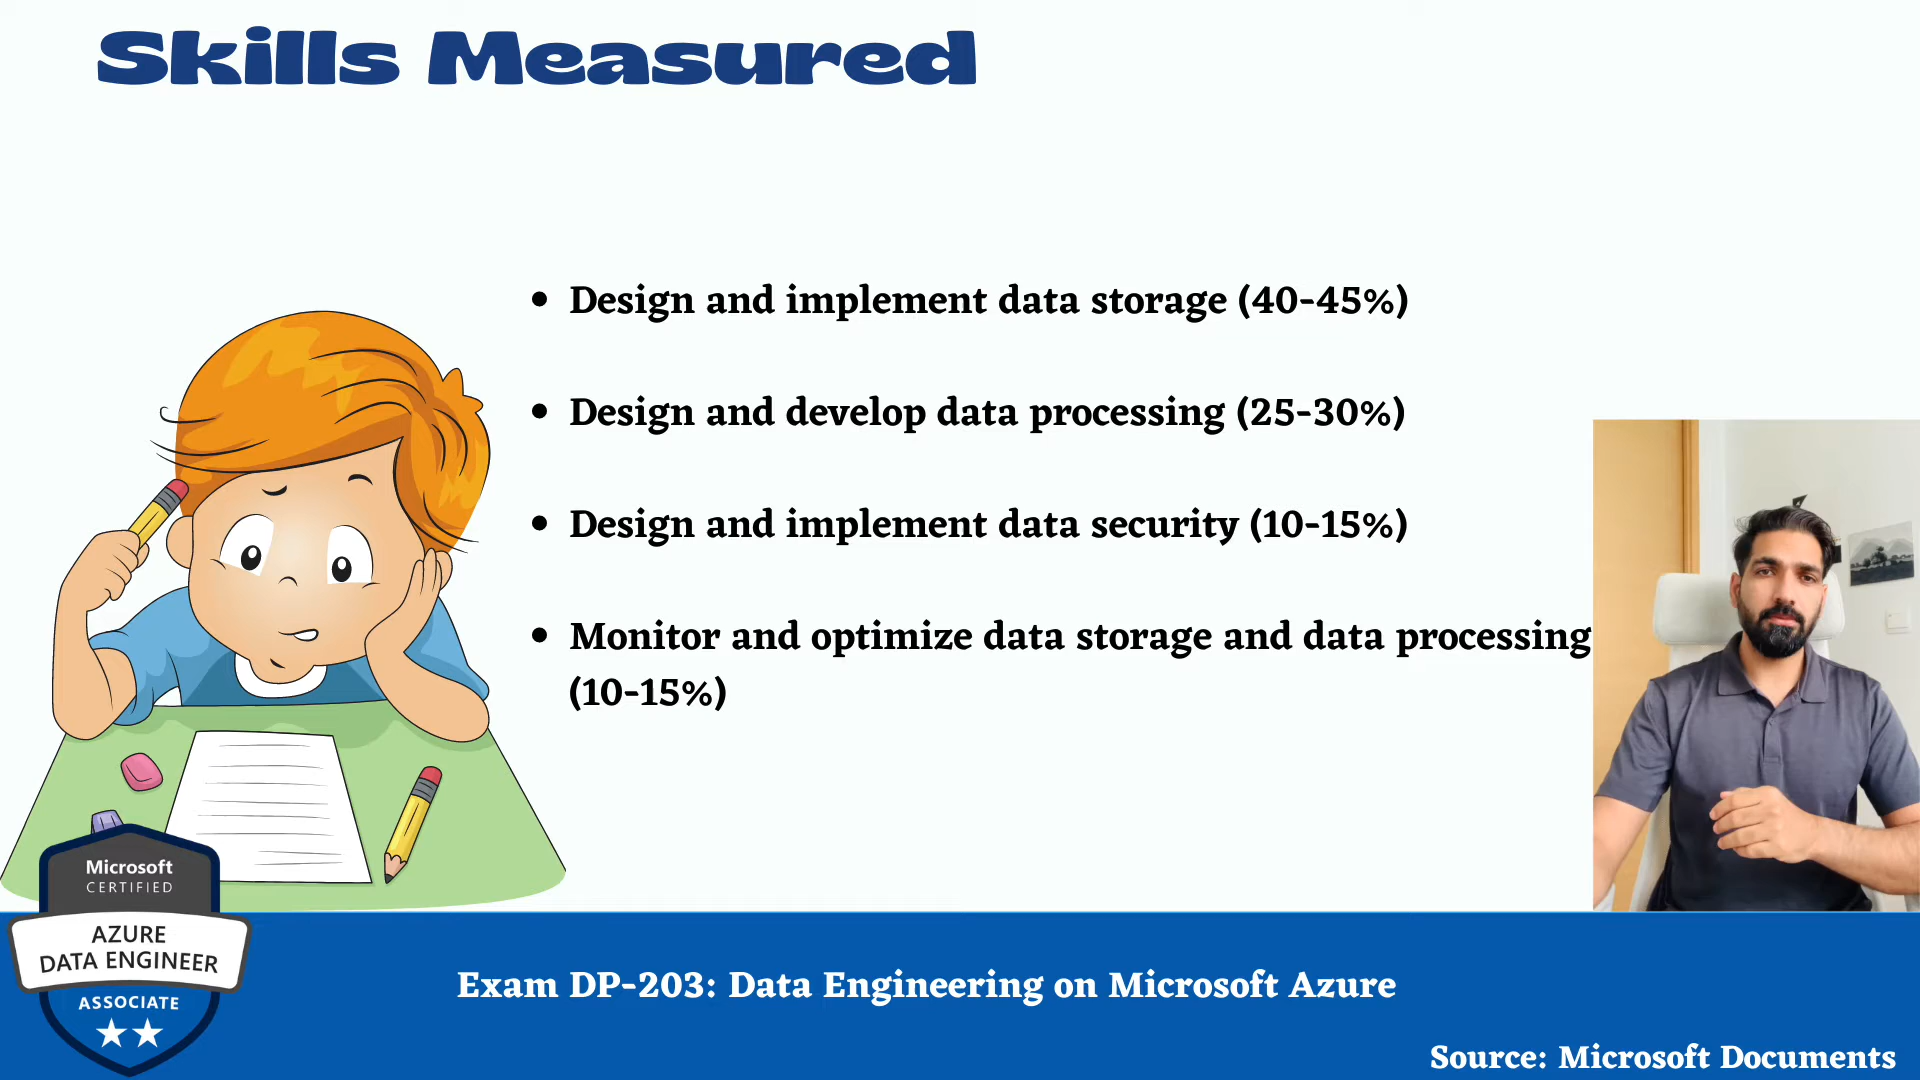 Skills Measured
• Design and implement data storage (40-45%)
• Design and develop data processing (25-30%)
• Design and implement data security (10-15%)
• Monitor and optimize data storage and data processing
(10-15%)
Microsoft
CERTIFIED
AZURE
DATA ENGINEER
ASSOCIATE
Exam DP-203: Data Engineering on Microsoft Azure
Source: Microsoft Documents